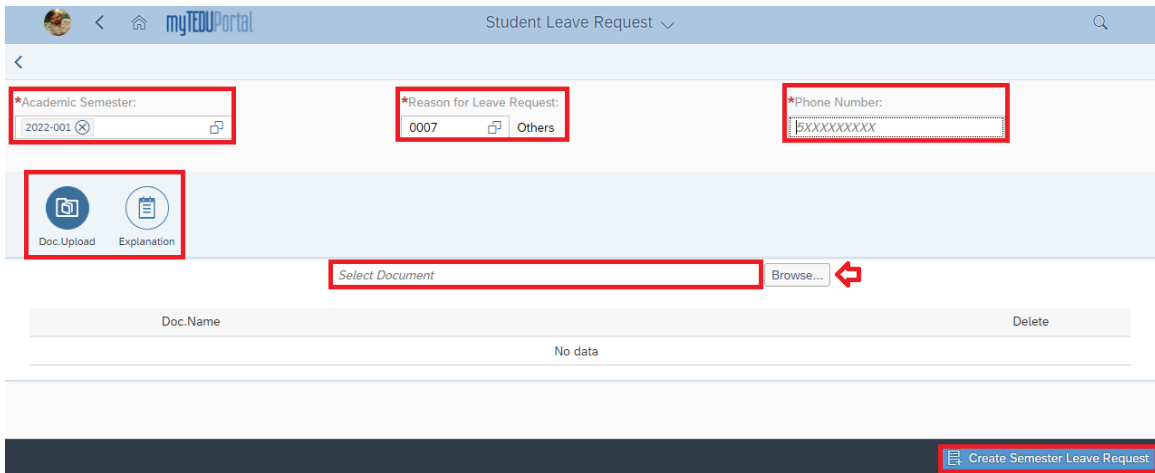 myTEDUPortal
Student Leave Request
*Academic Semester:
2022-001
*Reason for Leave Request:
0007 Others
*Phone Number:
5XXXXXXXXX
Doc.Upload
Explanation
Select Document
Browse...
Doc.Name Delete
No data
Create Semester Leave Request